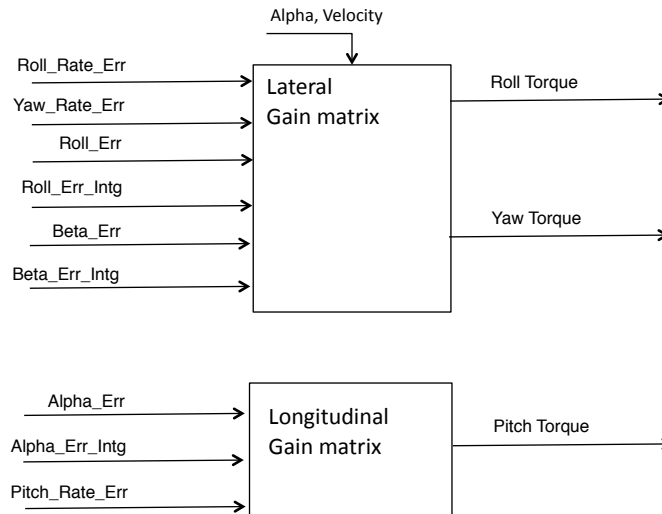 Alpha, Velocity
Roll_Rate_Err
Yaw_Rate_Err
Roll_Err
Roll_Err_Intg
Beta_Err
Beta_Err_Intg
Lateral
Gain matrix
Roll Torque
Yaw Torque
Alpha_Err
Alpha_Err_Intg
Pitch_Rate_Err
Longitudinal
Gain matrix
Pitch Torque